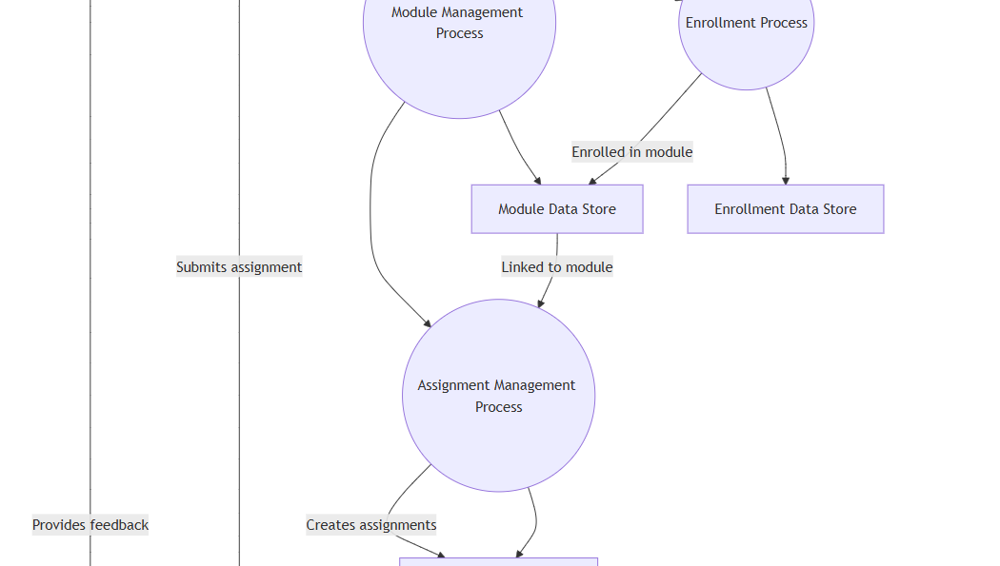 Module Management
Process
Enrollment Process
Enrolled in module
Module Data Store
Enrollment Data Store
Submits assignment
Linked to module
Assignment Management
Process
Provides feedback
Creates assignments